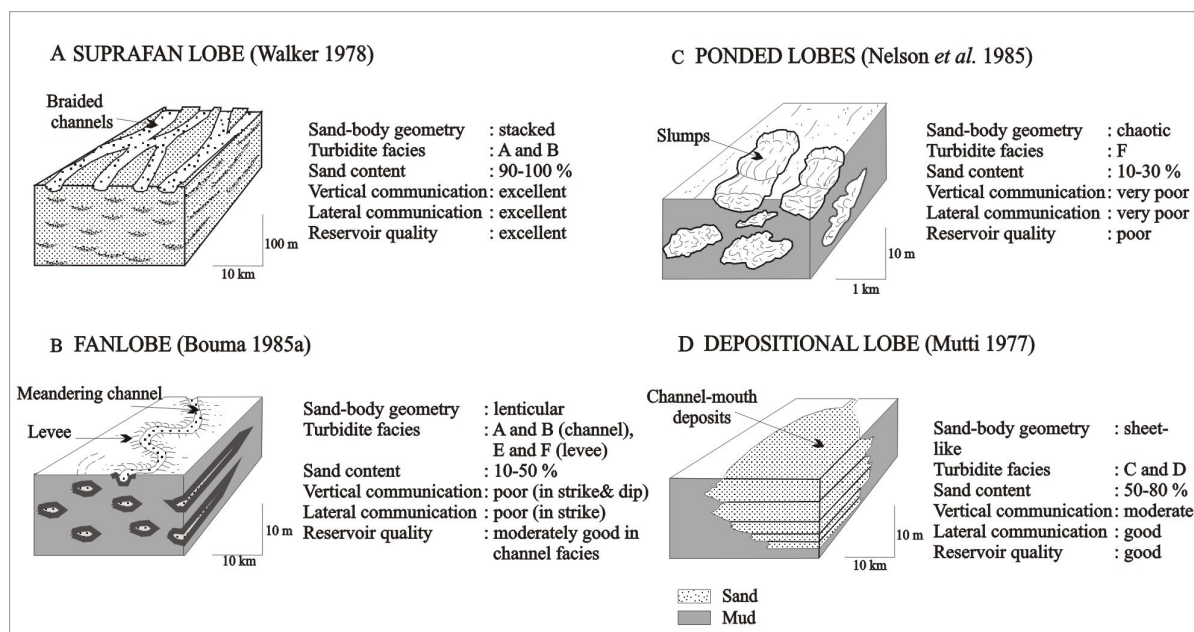 A SUPRAFAN LOBE (Walker 1978)
Braided
channels
Sand-body geometry : stacked
Turbidite facies : A and B
Sand content : 90-100 %
Vertical communication : excellent
Lateral communication : excellent
Reservoir quality : excellent
100 m
10 km
C PONDED LOBES (Nelson et al. 1985)
Slumps
Sand-body geometry : chaotic
Turbidite facies : F
Sand content : 10-30 %
Vertical communication : very poor
Lateral communication : very poor
Reservoir quality : poor
10 m
1 km
B FANLOBE (Bouma 1985a)
Meandering channel
Levee
Sand-body geometry : lenticular
Turbidite facies : A and B (channel),
E and F (levee)
Sand content : 10-50 %
Vertical communication : poor (in strike& dip)
Lateral communication : poor (in strike)
Reservoir quality : moderately good in
channel facies
10 m
10 km
D DEPOSITIONAL LOBE (Mutti 1977)
Channel-mouth
deposits
Sand-body geometry : sheet-
like
Turbidite facies : C and D
Sand content : 50-80 %
Vertical communication : moderate
Lateral communication : good
Reservoir quality : good
10 m
10 km
Sand
Mud